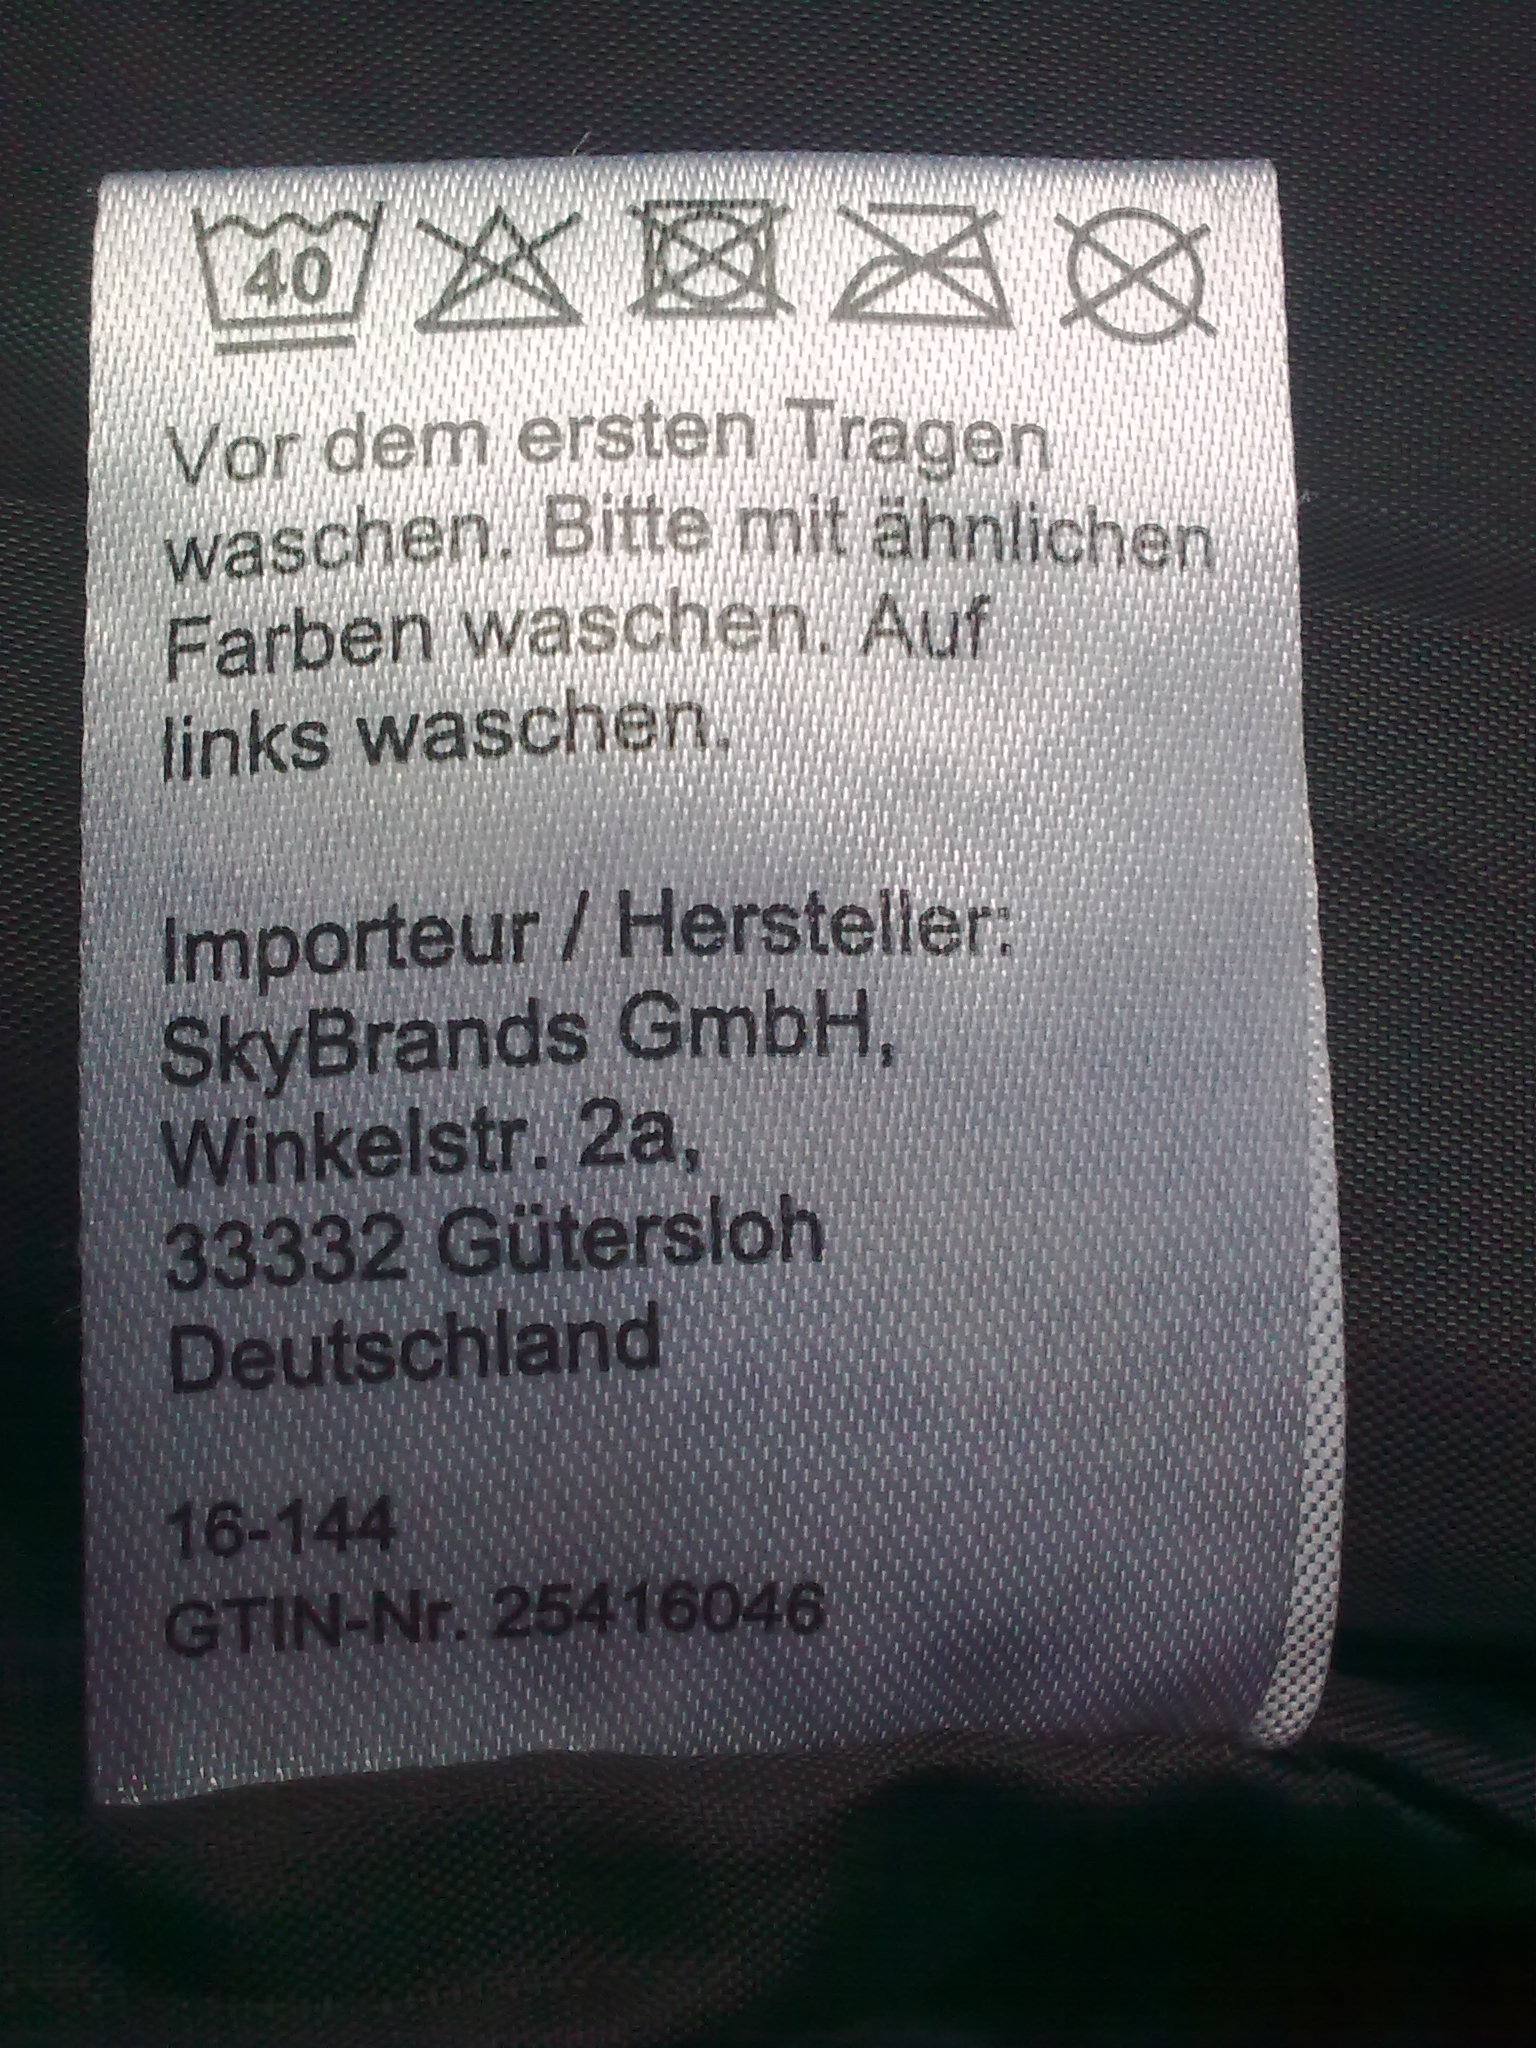 40
Vor dem ersten Tragen
waschen. Bitte mit ähnlichen
Farben waschen. Auf
links waschen.
Importeur / Hersteller:
SkyBrands GmbH,
Winkelstr. 2a,
33332 Gütersloh
Deutschland
16-144
GTIN-Nr. 25416046